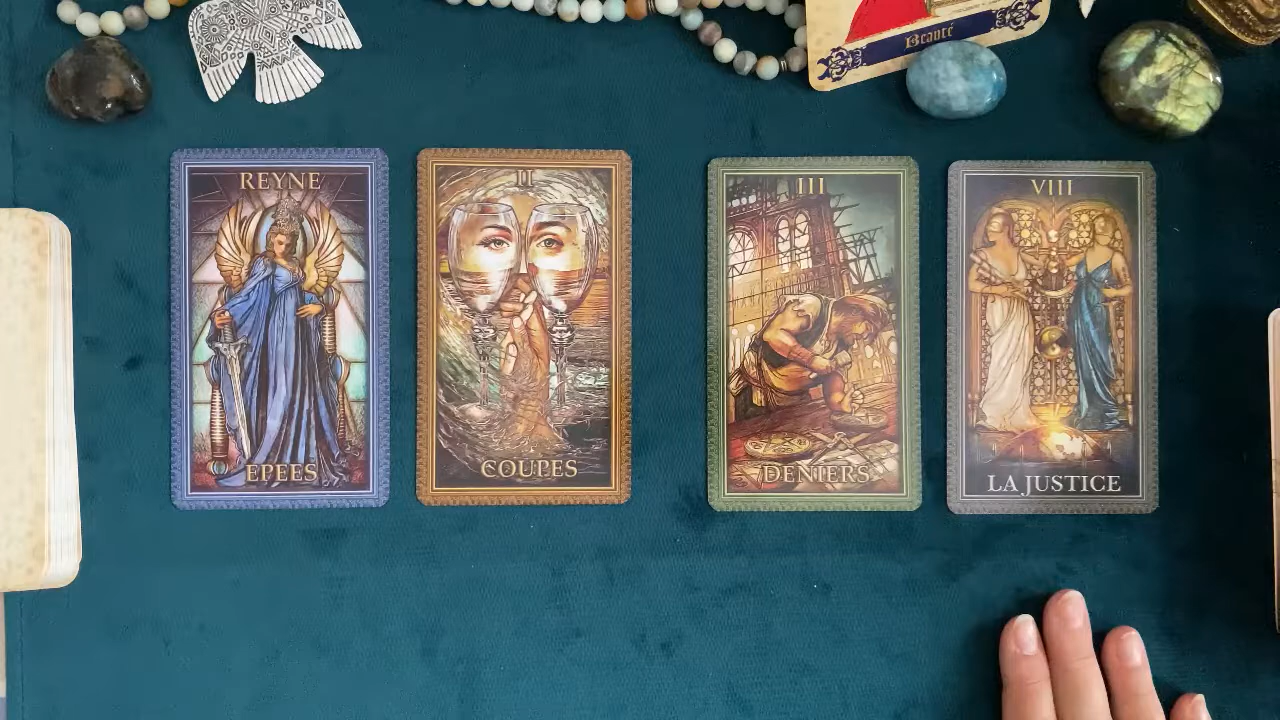 Beauté
REYNE
EPEES
II
COUPES
III
DENIERS
VIII
LA JUSTICE